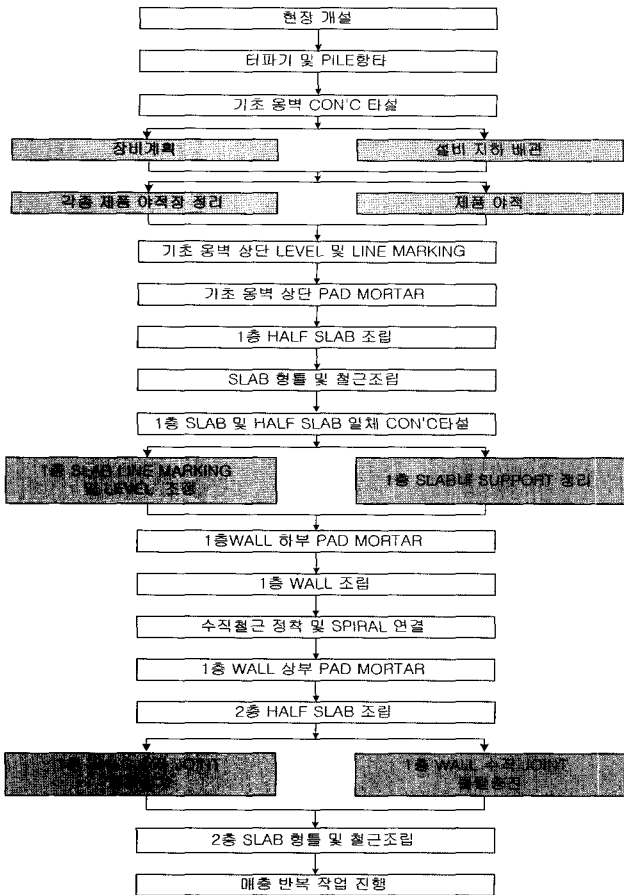 현장 개설
터파기 및 PILE항타
기초 옹벽 CON'C 타설
장비계획
설비 지하 배관
각층 제품 야적장 정리
제품 야적
기초 옹벽 상단 LEVEL 및 LINE MARKING
기초 옹벽 상단 PAD MORTAR
1층 HALF SLAB 조립
SLAB 형틀 및 철근조립
1층 SLAB 및 HALF SLAB 일체 CON'C타설
1층 SLAB LINE MARKING
및 LEVEL 조정
1층 SLAB내 SUPPORT 정리
1층WALL 하부 PAD MORTAR
1층 WALL 조립
수직철근 정착 및 SPIRAL 연결
1층 WALL 상부 PAD MORTAR
2층 HALF SLAB 조립
JOINT
1층 WALL 수직 JOINT
2층 SLAB 형틀 및 철근조립
매층 반복 작업 진행